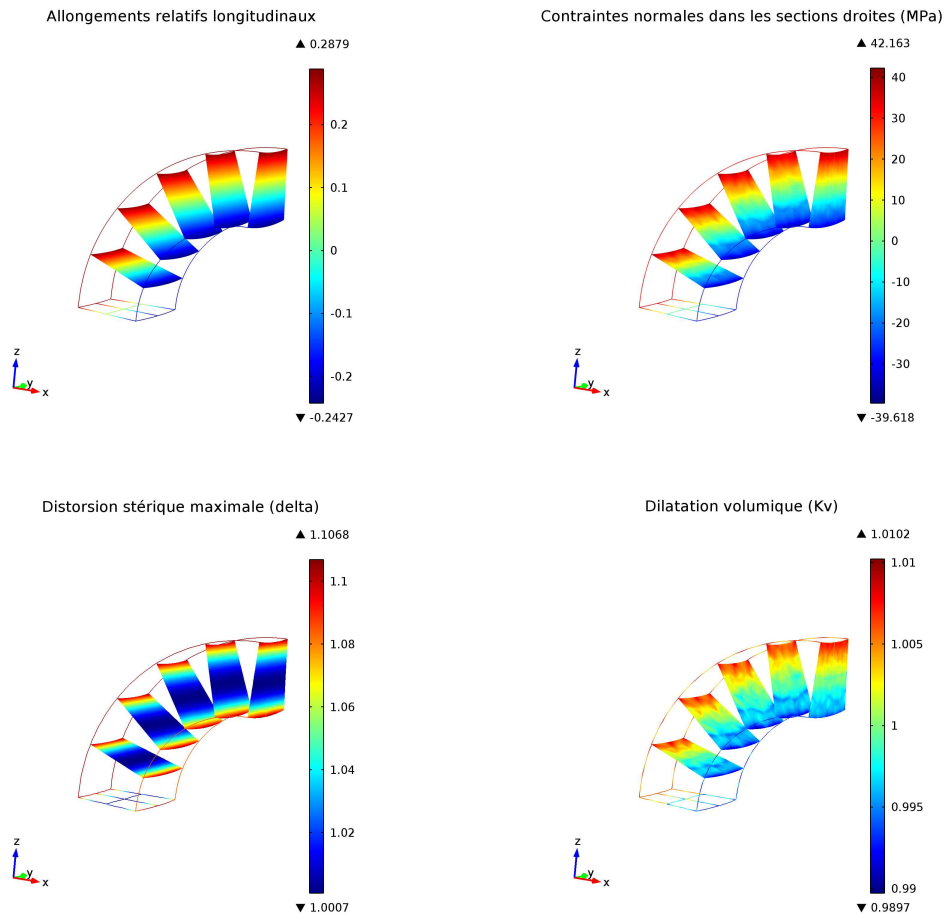 Allongements relatifs longitudinaux
▲ 0.2879
0.2
0.1
0
-0.1
-0.2
▼ -0.2427
z
y
x
Contraintes normales dans les sections droites (MPa)
▲ 42.163
40
30
20
10
0
-10
-20
-30
▼ -39.618
z
y
x
Distorsion stérique maximale (delta)
▲ 1.1068
1.1
1.08
1.06
1.04
1.02
▼ 1.0007
z
y
x
Dilatation volumique (Kv)
▲ 1.0102
1.01
1.005
1
0.995
0.99
▼ 0.9897
z
y
x